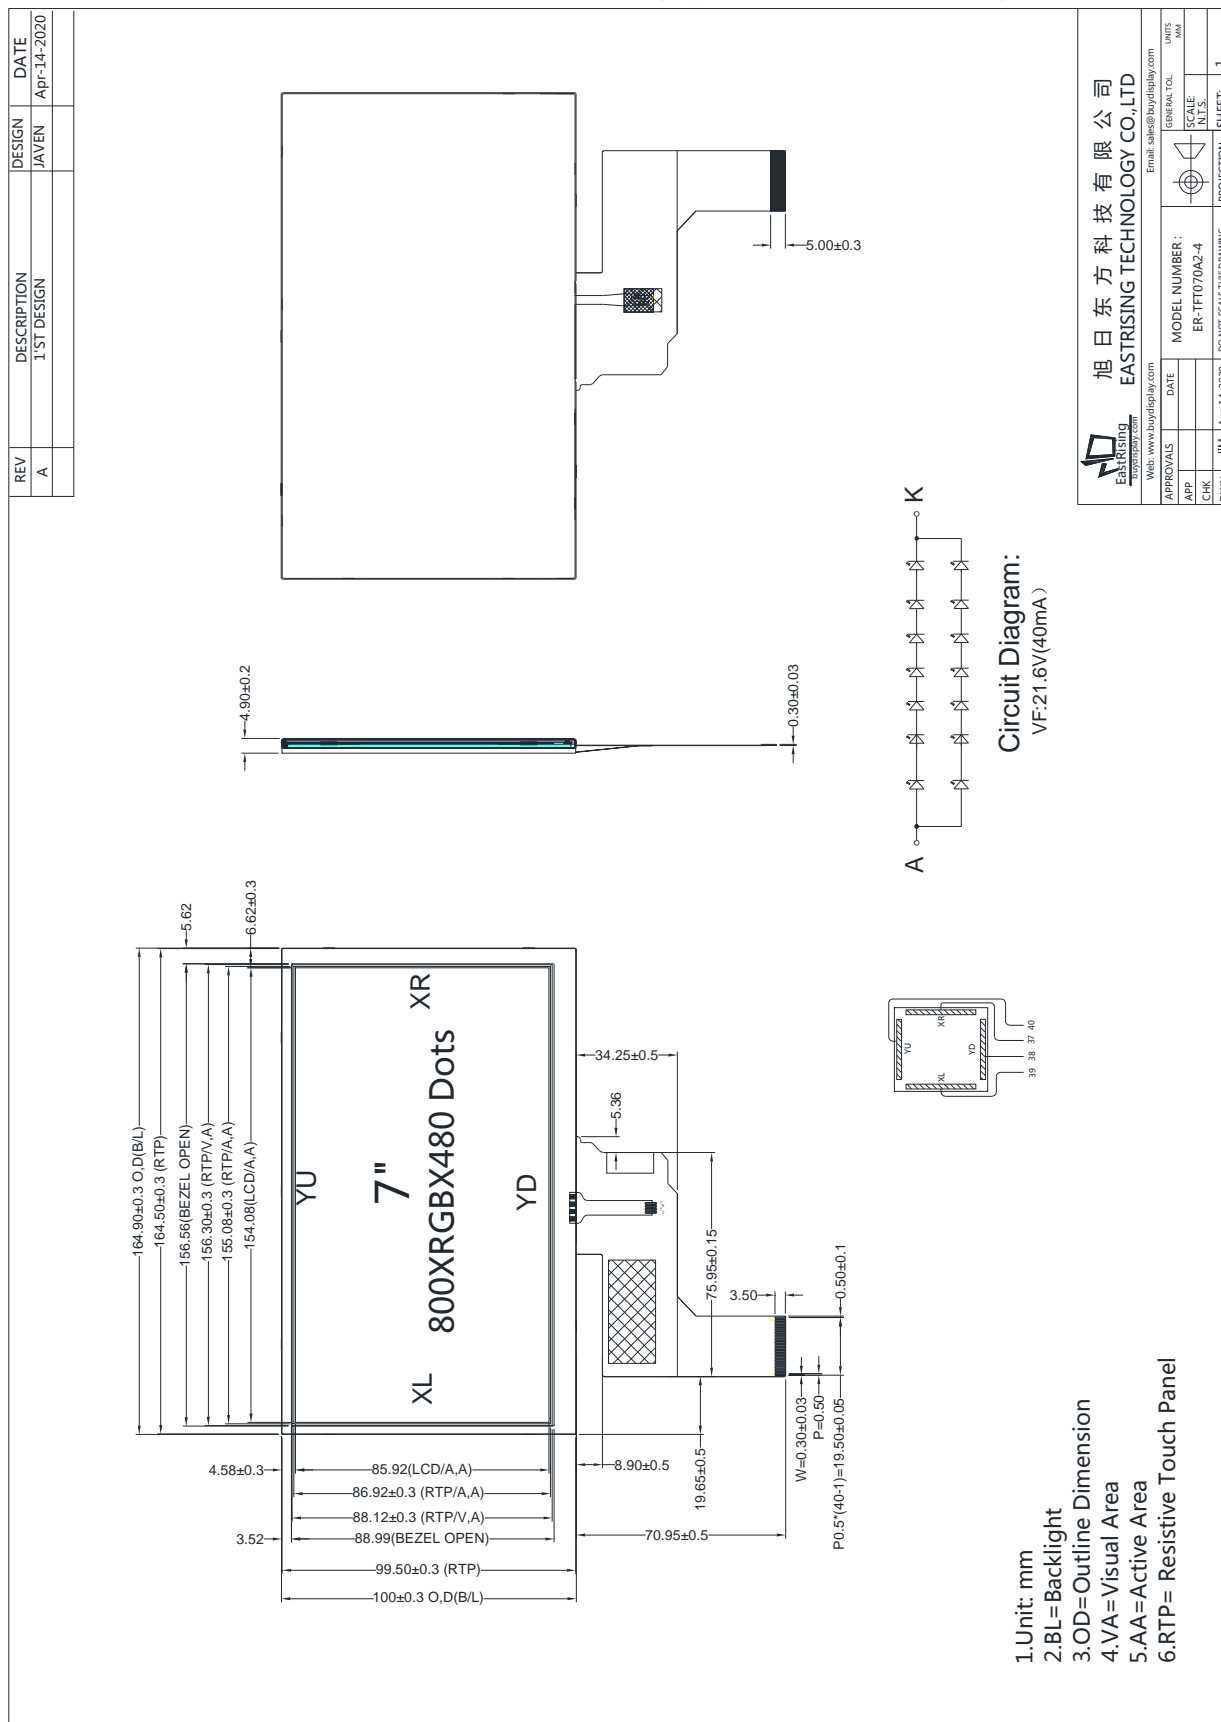 REV DESCRIPTION DESIGN DATE
A 1'ST DESIGN JAVEN Apr-14-2020
164.90±0.3 O,D(B/L)
164.50±0.3 (RTP)
156.56(BEZEL OPEN)
156.30±0.3 (RTP/V,A)
155.08±0.3 (RTP/A,A)
154.08(LCD/A,A)
5.62
6.62±0.3
4.58±0.3
3.52
85.92(LCD/A,A)
86.92±0.3 (RTP/A,A)
88.12±0.3 (RTP/V,A)
88.99(BEZEL OPEN)
99.50±0.3 (RTP)
100±0.3 O,D(B/L)
YU
XL
7"
XR
800XRGBX480 Dots
YD
34.25±0.5
5.36
75.95±0.15
3.50
0.50±0.1
8.90±0.5
19.65±0.5
70.95±0.5
W=0.30±0.03
P=0.50
P0.5*(40-1)=19.50±0.05
4.90±0.2
0.30±0.03
5.00±0.3
YU
XL
XR
YD
39 38 37 40
A
K
Circuit Diagram:
VF:21.6V(40mA）
1.Unit: mm
2.BL=Backlight
3.OD=Outline Dimension
4.VA=Visual Area
5.AA=Active Area
6.RTP= Resistive Touch Panel
EastRising
buydisplay.com
旭日东方科技有限公司
EASTRISING TECHNOLOGY CO.,LTD
Web: www.buydisplay.com Email: sales@buydisplay.com
APPROVALS DATE
APP
CHK
MODEL NUMBER :
ER-TFT070A2-4
GENERAL TOL. UNITS
MM
SCALE:
N.T.S.